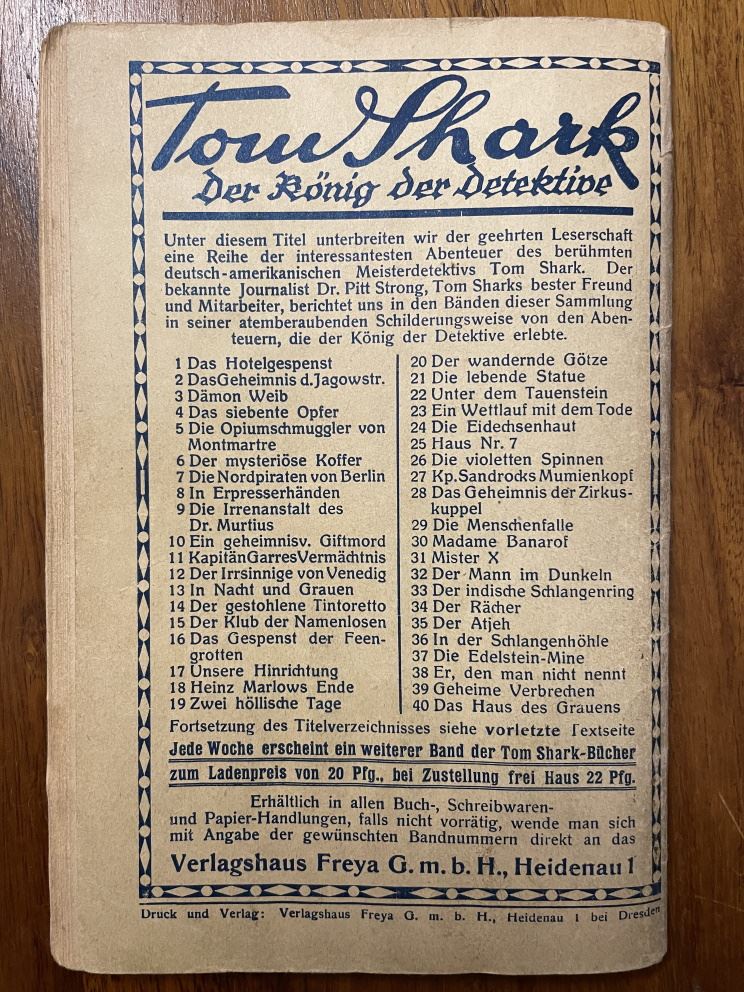 Tom Shark
Der König der Detektive
Unter diesem Titel unterbreiten wir der geehrten Leserschaft
eine Reihe der interessantesten Abenteuer des berühmten
deutsch-amerikanischen Meisterdetektivs Tom Shark. Der
bekannte Journalist Dr. Pitt Strong, Tom Sharks bester Freund
und Mitarbeiter, berichtet uns in den Bänden dieser Sammlung
in seiner atemberaubenden Schilderungsweise von den Aben-
teuern, die der König der Detektive erlebte.
1 Das Hotelgespenst
2 Das Geheimnis d. Jagowstr.
3 Dämon Weib
4 Das siebente Opfer
5 Die Opiumschmuggler von
Montmartre
6 Der mysteriöse Koffer
7 Die Nordpiraten von Berlin
8 In Erpresserhänden
9 Die Irrenanstalt des
Dr. Murtius
10 Ein geheimnisv. Giftmord
11 Kapitän Garres Vermächtnis
12 Der Irrsinnige von Venedig
13 In Nacht und Grauen
14 Der gestohlene Tintoretto
15 Der Klub der Namenlosen
16 Das Gespenst der Feen-
grotten
17 Unsere Hinrichtung
18 Heinz Marlows Ende
19 Zwei höllische Tage
20 Der wandernde Götze
21 Die lebende Statue
22 Unter dem Tauenstein
23 Ein Wettlauf mit dem Tode
24 Die Eidechsenhaut
25 Haus Nr. 7
26 Die violetten Spinnen
27 Kp. Sandrocks Mumienkopf
28 Das Geheimnis der Zirkus-
kuppel
29 Die Menschenfalle
30 Madame Banarof
31 Mister X
32 Der Mann im Dunkeln
33 Der indische Schlangenring
34 Der Rächer
35 Der Atjeh
36 In der Schlangenhöhle
37 Die Edelstein-Mine
38 Er, den man nicht nennt
39 Geheime Verbrechen
40 Das Haus des Grauens
Fortsetzung des Titelverzeichnisses siehe vorletzte Textseite
Jede Woche erscheint ein weiterer Band der Tom Shark-Bücher
zum Ladenpreis von 20 Pfg., bei Zustellung frei Haus 22 Pfg.
Erhältlich in allen Buch-, Schreibwaren-
und Papier-Handlungen, falls nicht vorrätig, wende man sich
mit Angabe der gewünschten Bandnummern direkt an das
Verlagshaus Freya G. m. b. H., Heidenau 1
Druck und Verlag: Verlagshaus Freya G. m. b. H., Heidenau 1 bei Dresden